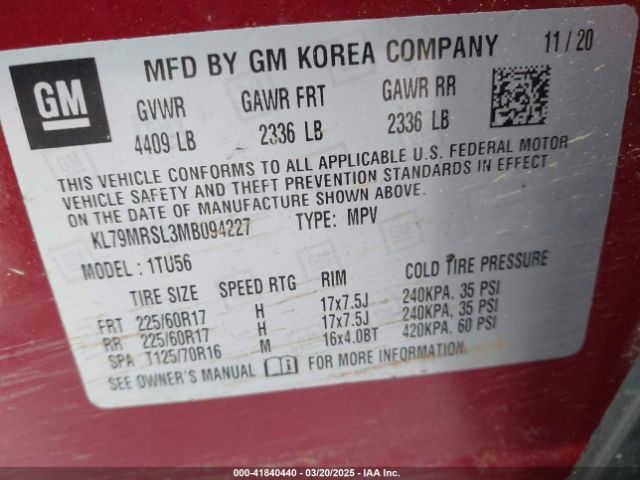 GM
MFD BY GM KOREA COMPANY 11/20
GVWR GAWR FRT GAWR RR
4409 LB 2336 LB 2336 LB
THIS VEHICLE CONFORMS TO ALL APPLICABLE U.S. FEDERAL MOTOR
VEHICLE SAFETY AND THEFT PREVENTION STANDARDS IN EFFECT
ON THE DATE OF MANUFACTURE SHOWN ABOVE.
KL79MRSL3MB094227 TYPE: MPV
MODEL: 1TU56
TIRE SIZE SPEED RTG RIM COLD TIRE PRESSURE
FRT 225/60R17 H 17x7.5J 240KPA, 35 PSI
RR 225/60R17 H 17x7.5J 240KPA, 35 PSI
SPA T125/70R16 M 16x4.0BT 420KPA, 60 PSI
SEE OWNER'S MANUAL i FOR MORE INFORMATION.
000-41840440 - 03/20/2025 - IAA Inc.